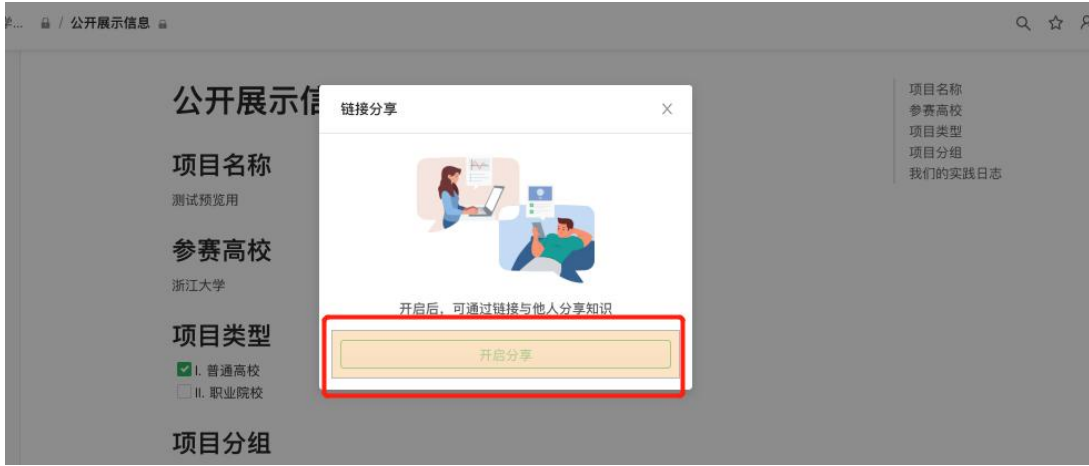 学... / 公开展示信息
公开展示信
项目名称
测试预览用
参赛高校
浙江大学
项目类型
I. 普通高校
II. 职业院校
项目分组
链接分享
开启后，可通过链接与他人分享知识
开启分享
项目名称
参赛高校
项目类型
项目分组
我们的实践日志